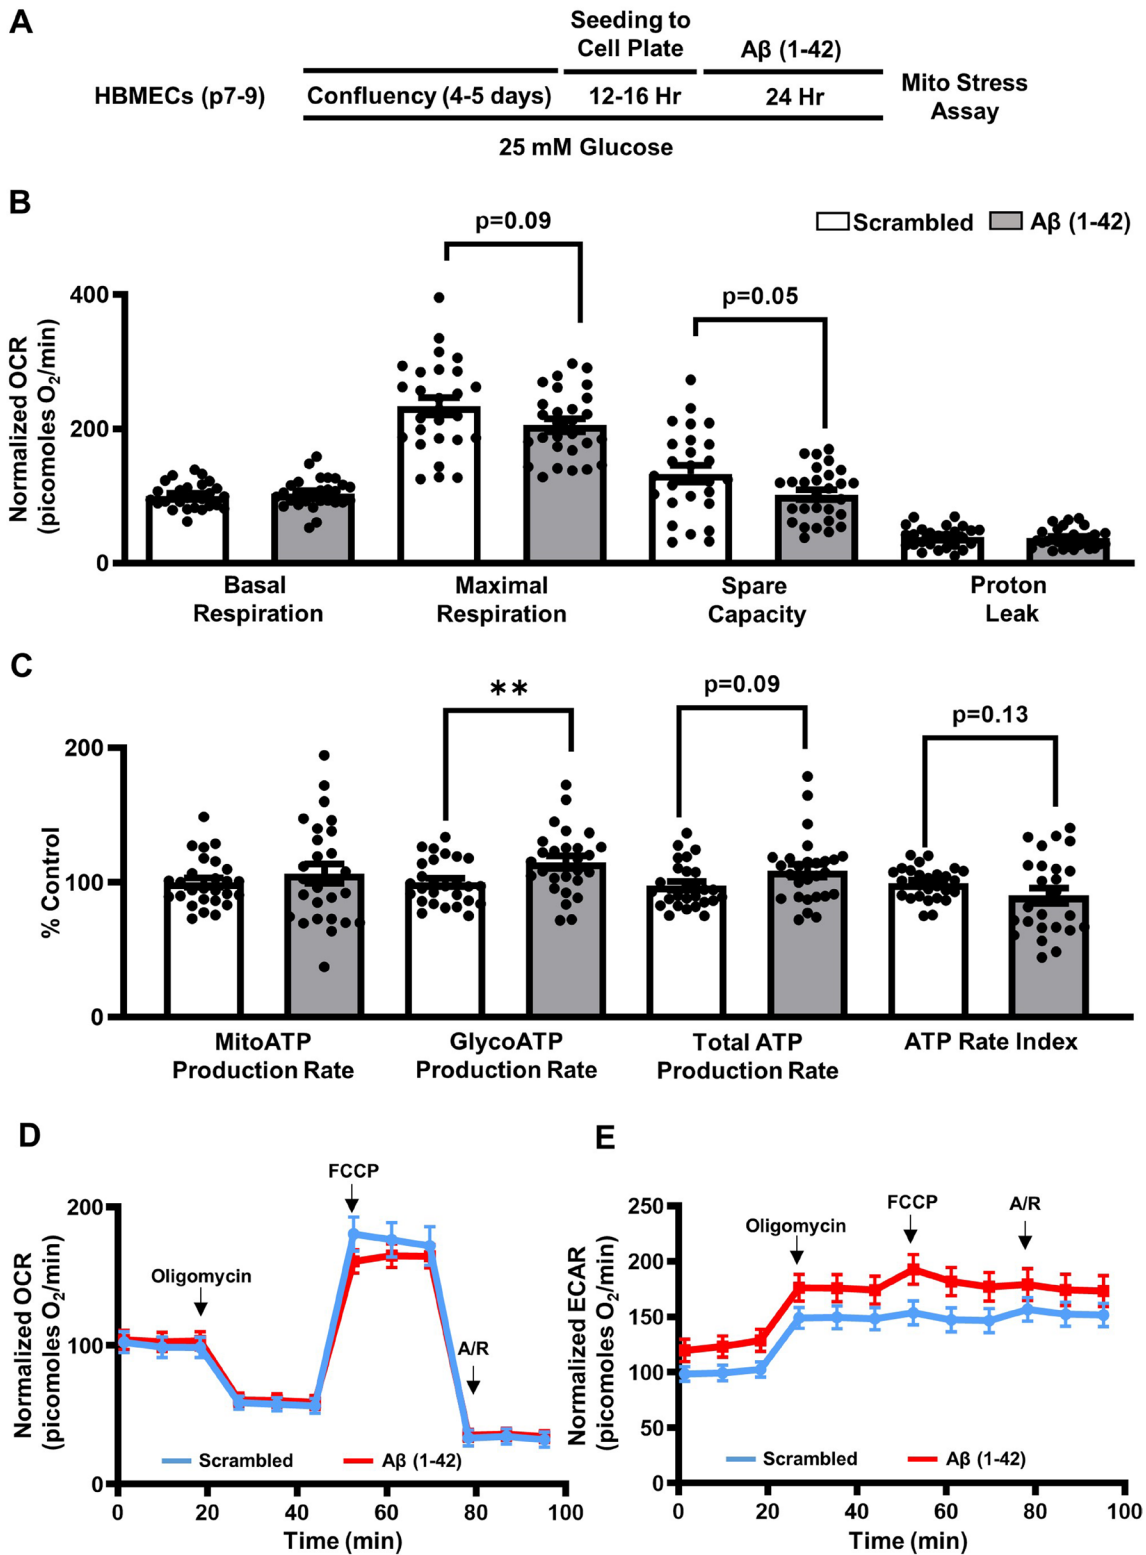 A
Seeding to
Cell Plate
Aβ (1-42)
HBMECs (p7-9)
Confluency (4-5 days)
12-16 Hr
24 Hr
Mito Stress
Assay
25 mM Glucose
B
Scrambled
Aβ (1-42)
p=0.09
p=0.05
Normalized OCR
(picomoles O₂/min)
400
200
0
Basal
Respiration
Maximal
Respiration
Spare
Capacity
Proton
Leak
C
**
p=0.09
p=0.13
% Control
200
100
0
MitoATP
Production Rate
GlycoATP
Production Rate
Total ATP
Production Rate
ATP Rate Index
D
Normalized OCR
(picomoles O₂/min)
200
100
0
Oligomycin
FCCP
A/R
Scrambled
Aβ (1-42)
0 20 40 60 80 100
Time (min)
E
Normalized ECAR
(picomoles O₂/min)
250
200
150
100
50
0
Oligomycin
FCCP
A/R
Scrambled
Aβ (1-42)
0 20 40 60 80 100
Time (min)